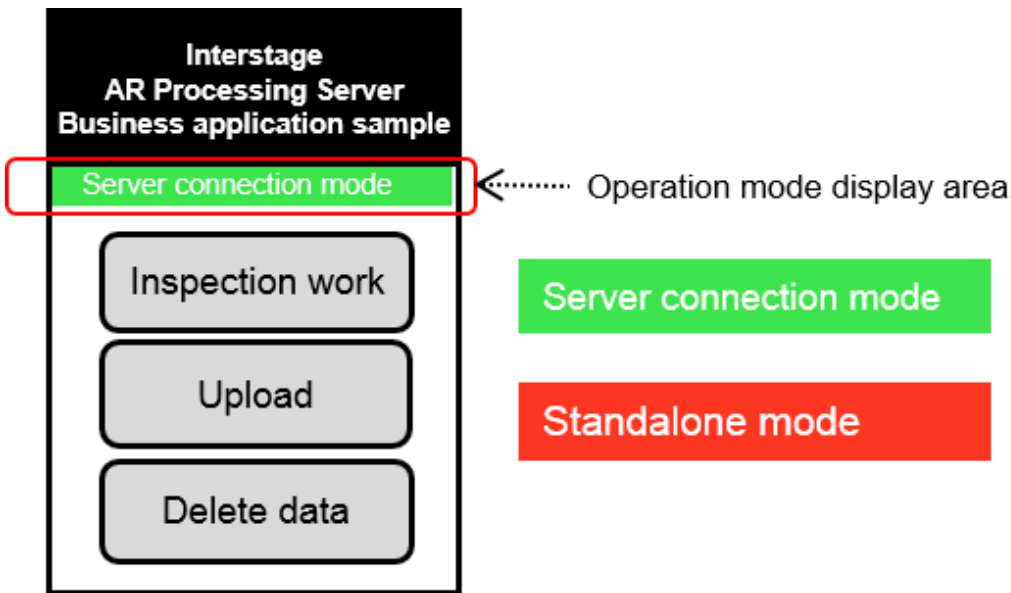 Interstage
AR Processing Server
Business application sample
Server connection mode
Operation mode display area
Inspection work
Upload
Delete data
Server connection mode
Standalone mode